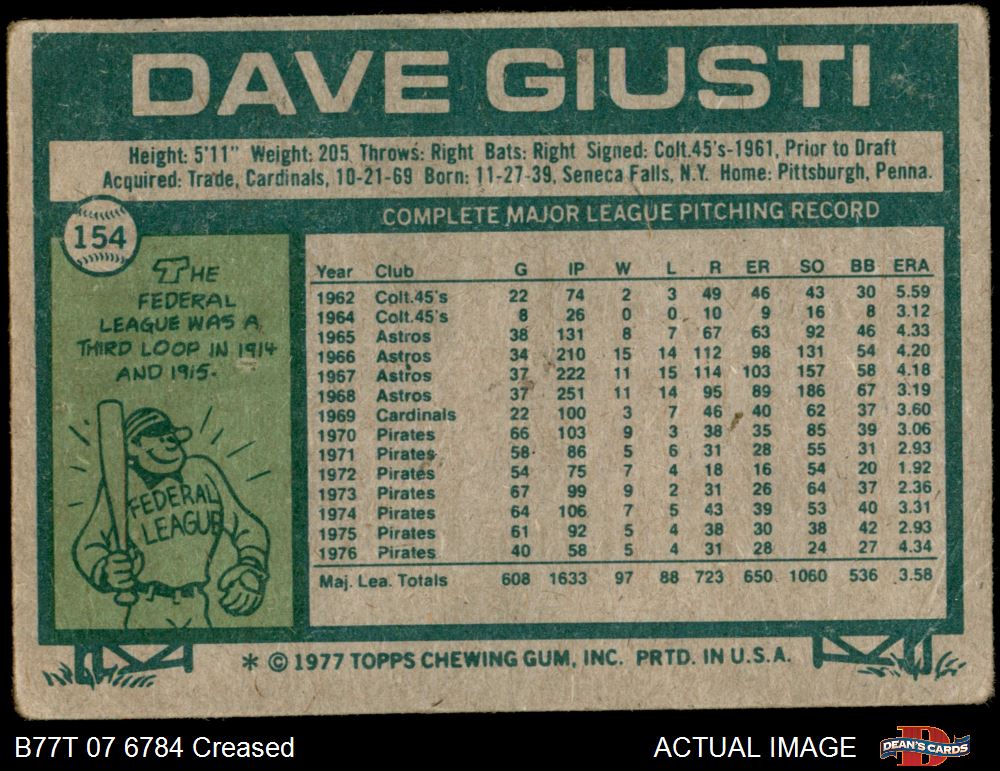 DAVE GIUSTI
Height: 5'11" Weight: 205 Throws: Right Bats: Right Signed: Colt.45's-1961, Prior to Draft
Acquired: Trade, Cardinals, 10-21-69 Born: 11-27-39, Seneca Falls, N.Y. Home: Pittsburgh, Penna.
154
THE
FEDERAL
LEAGUE WAS A
THIRD LOOP IN 1914
AND 1915.
FEDERAL
LEAGUE
COMPLETE MAJOR LEAGUE PITCHING RECORD
Year Club G IP W L R ER SO BB ERA
1962 Colt.45's 22 74 2 3 49 46 43 30 5.59
1964 Colt.45's 8 26 0 0 10 9 16 8 3.12
1965 Astros 38 131 8 7 67 63 92 46 4.33
1966 Astros 34 210 15 14 112 98 131 54 4.20
1967 Astros 37 222 11 15 114 103 157 58 4.18
1968 Astros 37 251 11 14 95 89 186 67 3.19
1969 Cardinals 22 100 3 7 46 40 62 37 3.60
1970 Pirates 66 103 9 3 38 35 85 39 3.06
1971 Pirates 58 86 5 6 31 28 55 31 2.93
1972 Pirates 54 75 7 4 18 16 54 20 1.92
1973 Pirates 67 99 9 2 31 26 64 37 2.36
1974 Pirates 64 106 7 5 43 39 53 40 3.31
1975 Pirates 61 92 5 4 38 30 38 42 2.93
1976 Pirates 40 58 5 4 31 28 24 27 4.34
Maj. Lea. Totals 608 1633 97 88 723 650 1060 536 3.58
* © 1977 TOPPS CHEWING GUM, INC. PRTD. IN U.S.A.
B77T 07 6784 Creased
ACTUAL IMAGE
D
DEAN'S CARDS